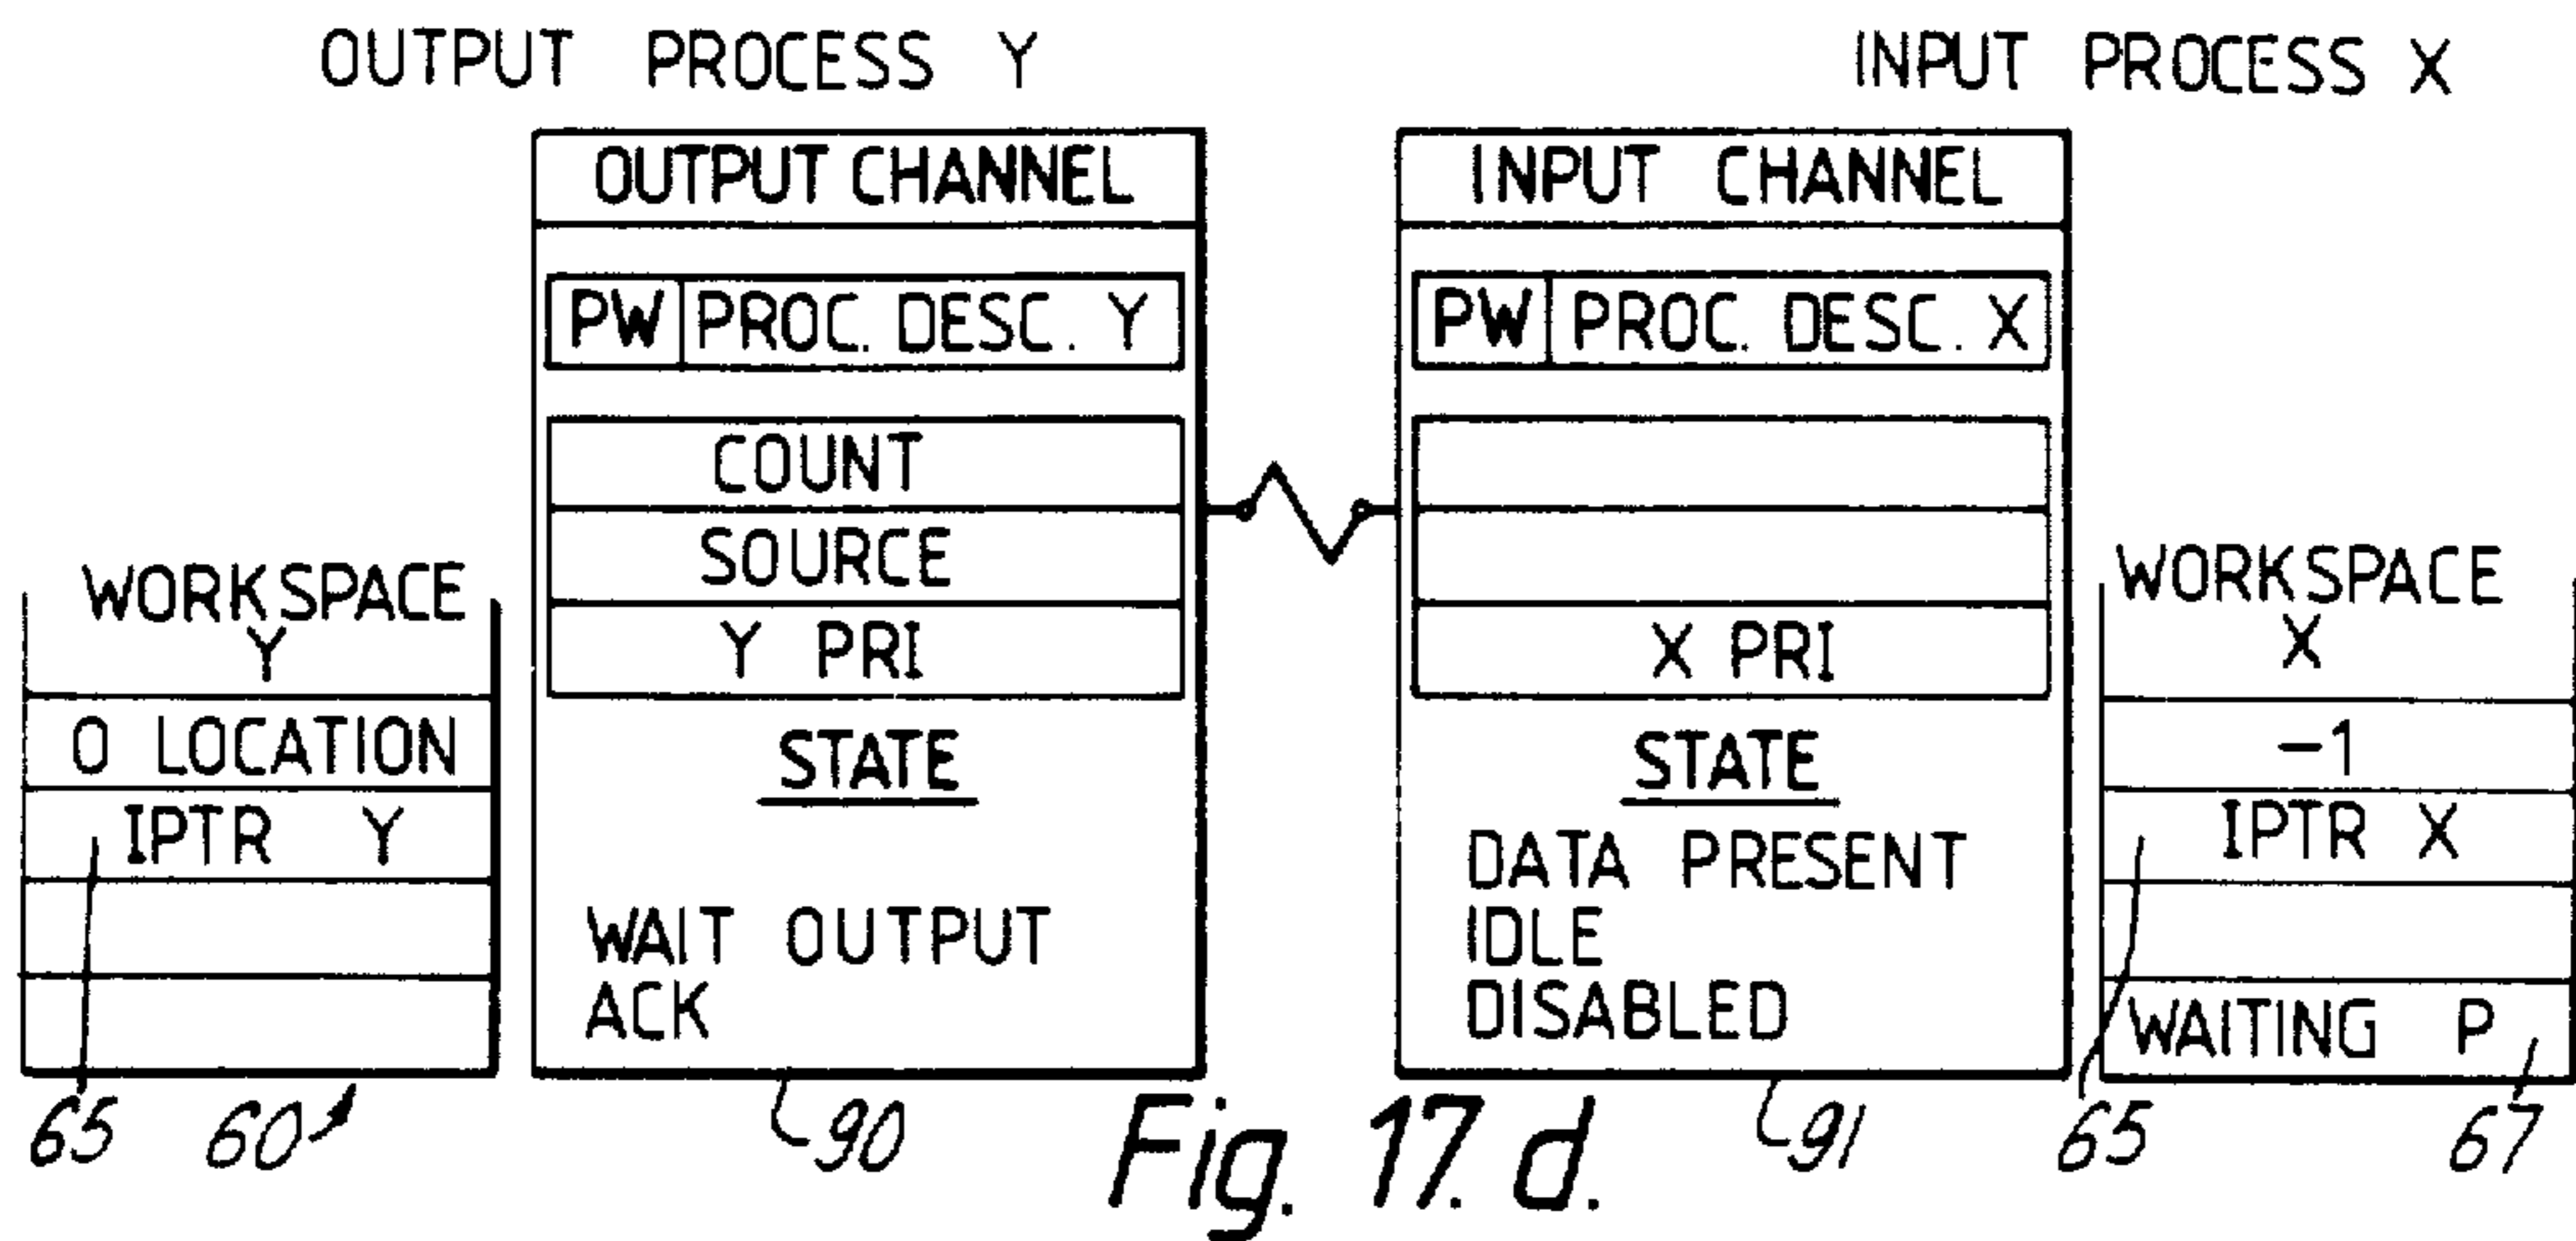 OUTPUT PROCESS Y
INPUT PROCESS X
OUTPUT CHANNEL
PW PROC. DESC. Y
COUNT
SOURCE
Y PRI
STATE
WAIT OUTPUT
ACK
INPUT CHANNEL
PW PROC. DESC. X
X PRI
STATE
DATA PRESENT
IDLE
DISABLED
WORKSPACE
Y
O LOCATION
IPTR Y
WORKSPACE
X
-1
IPTR X
WAITING P
65
60
90
91
65
67
Fig. 17. d.